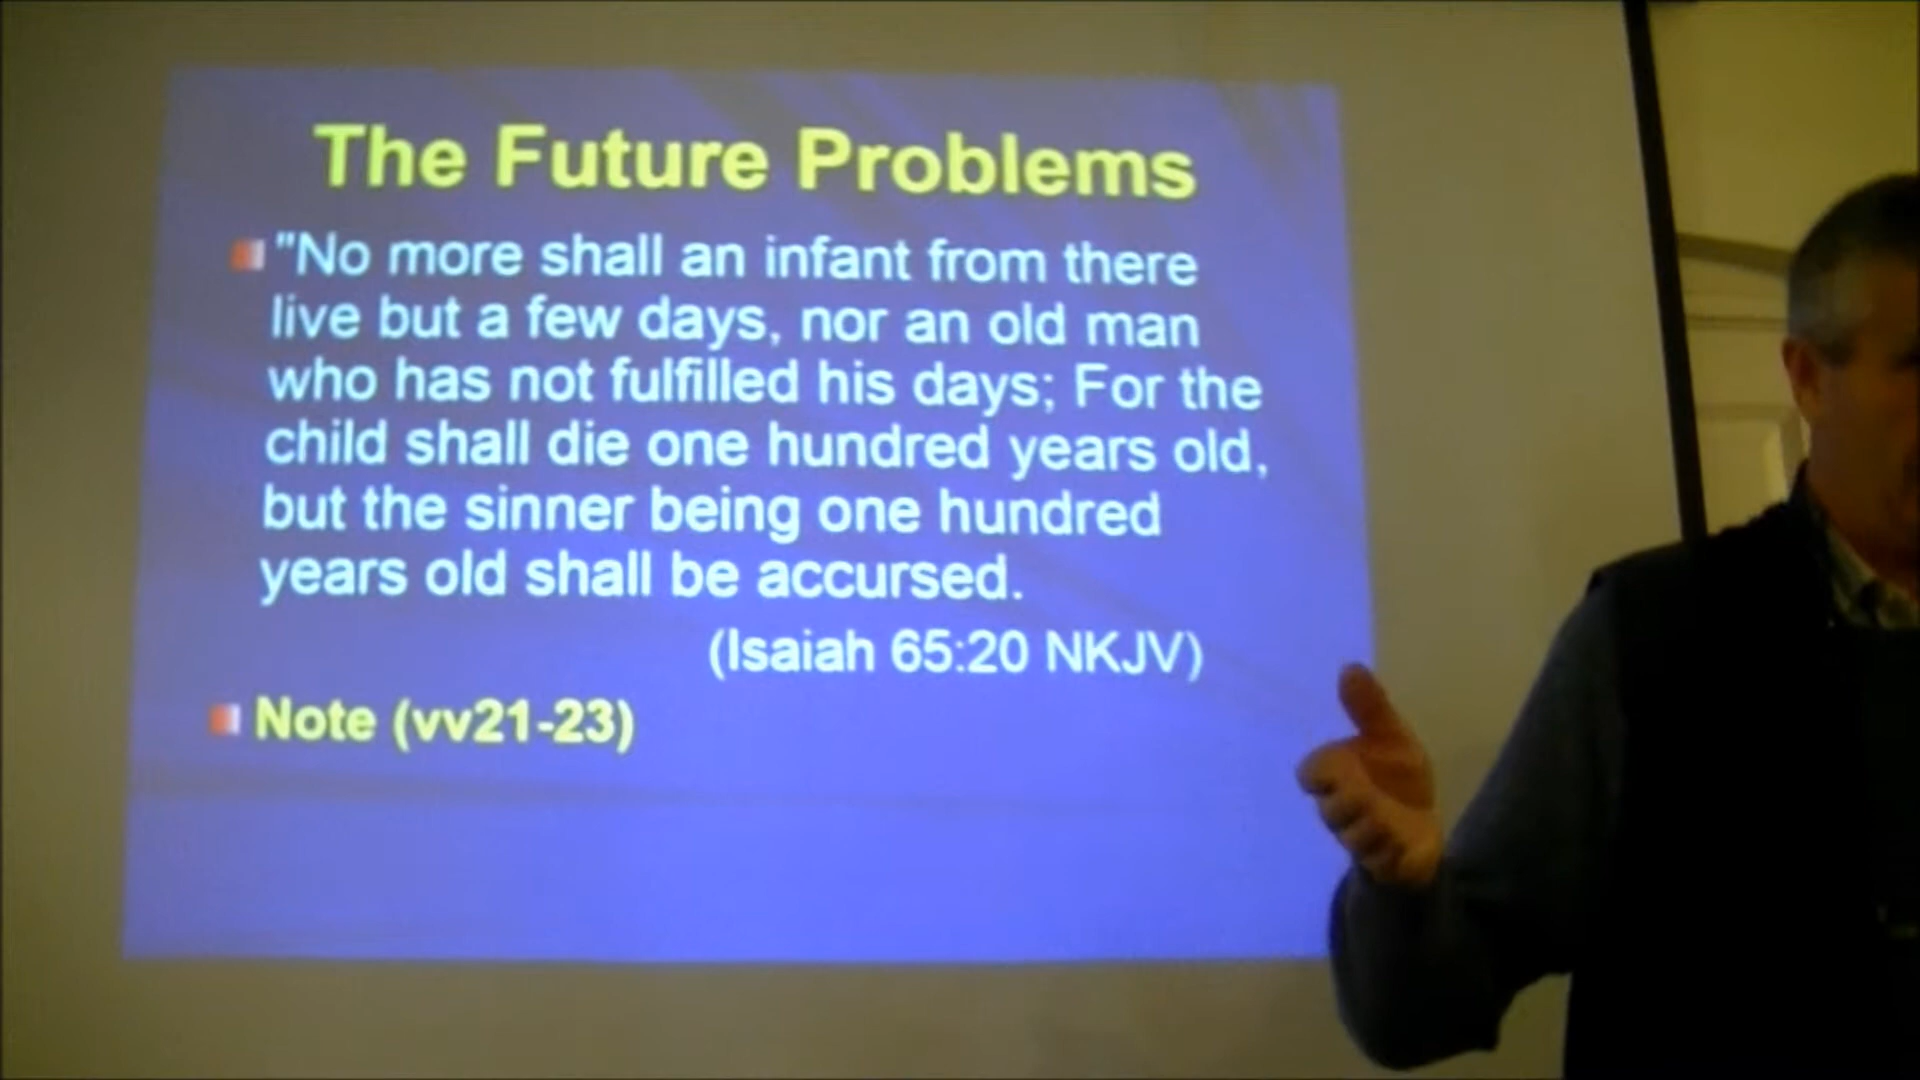 The Future Problems
"No more shall an infant from there
live but a few days, nor an old man
who has not fulfilled his days; For the
child shall die one hundred years old,
but the sinner being one hundred
years old shall be accursed.
(Isaiah 65:20 NKJV)
Note (vv21-23)